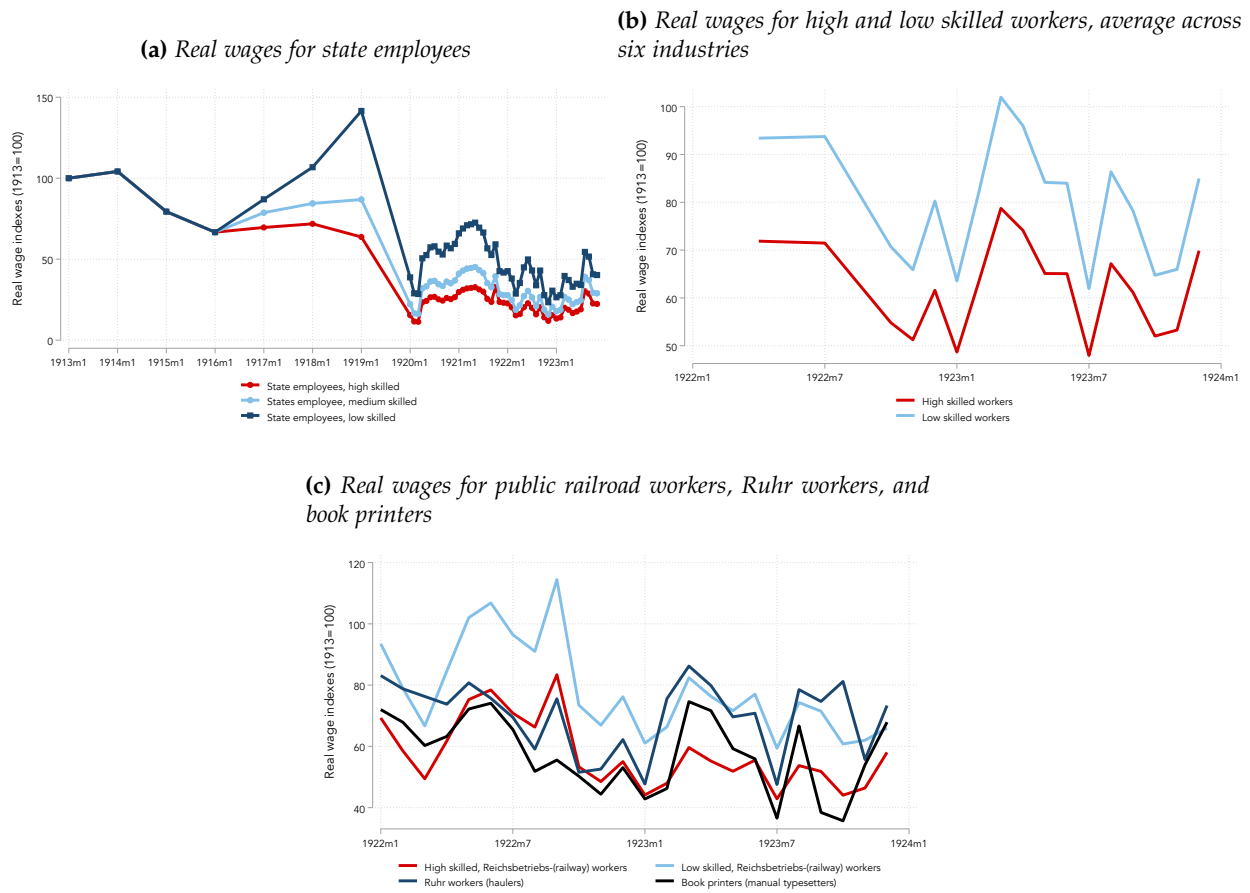 (a) Real wages for state employees
Real wage indexes (1913=100)
150
100
50
0
1913m1 1914m1 1915m1 1916m1 1917m1 1918m1 1919m1 1920m1 1921m1 1922m1 1923m1
State employees, high skilled
States employee, medium skilled
State employees, low skilled
(b) Real wages for high and low skilled workers, average across
six industries
Real wage indexes (1913=100)
100
90
80
70
60
50
1922m1 1922m7 1923m1 1923m7 1924m1
High skilled workers
Low skilled workers
(c) Real wages for public railroad workers, Ruhr workers, and
book printers
Real wage indexes (1913=100)
120
100
80
60
40
1922m1 1922m7 1923m1 1923m7 1924m1
High skilled, Reichsbetriebs-(railway) workers Low skilled, Reichsbetriebs-(railway) workers
Ruhr workers (haulers) Book printers (manual typesetters)